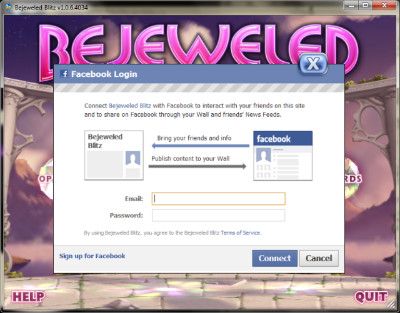 Bejeweled Blitz v1.0.6.4034
BEJEWELED
X
f Facebook Login
Connect Bejeweled Blitz with Facebook to interact with your friends on this site
and to share on Facebook through your Wall and friends' News Feeds.
Bejeweled
Blitz
Bring your friends and info
Publish content to your Wall
facebook
Email:
Password:
By using Bejeweled Blitz, you agree to the Bejeweled Blitz Terms of Service.
Sign up for Facebook
Connect
Cancel
HELP
QUIT